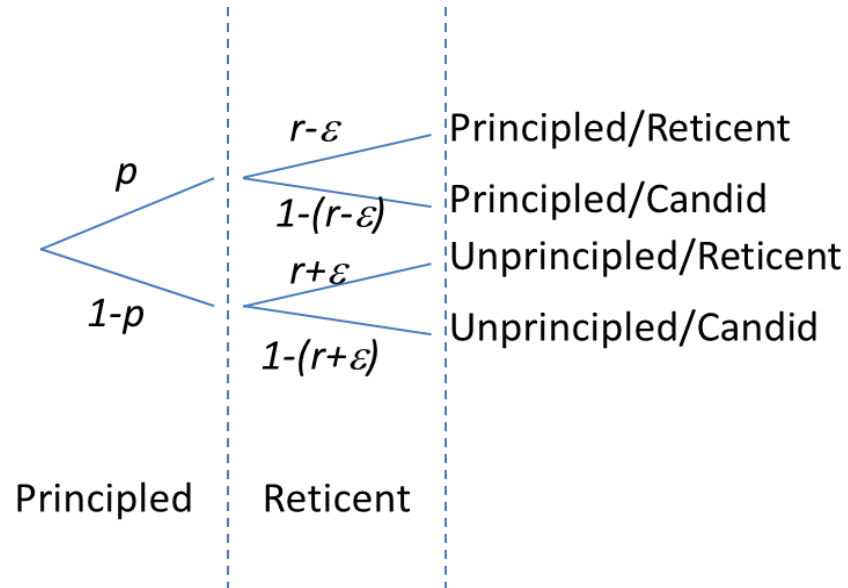 r-ε
Principled/Reticent
p
Principled/Candid
1-(r-ε)
Unprincipled/Reticent
r+ε
1-p
Unprincipled/Candid
1-(r+ε)
Principled
Reticent